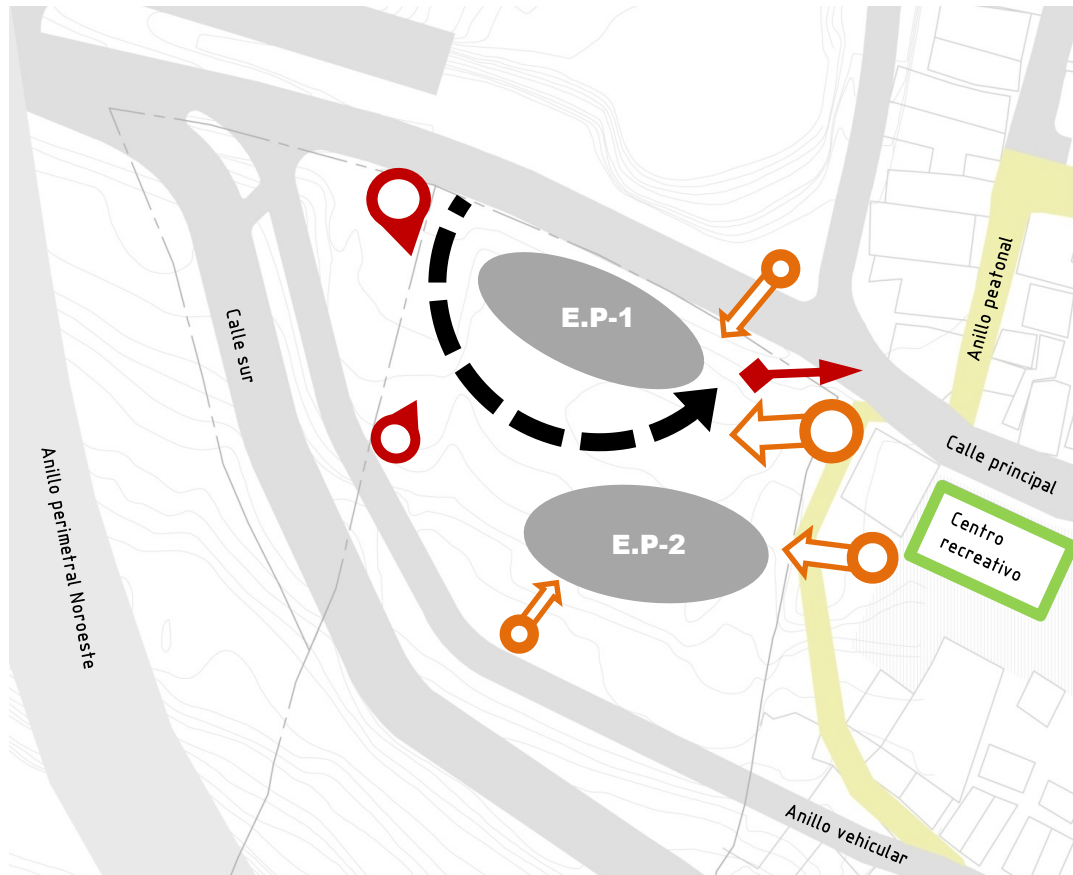 E.P-1
Anillo peatonal
Calle sur
Calle principal
Anillo perimetral Noroeste
Centro
recreativo
E.P-2
Anillo vehicular